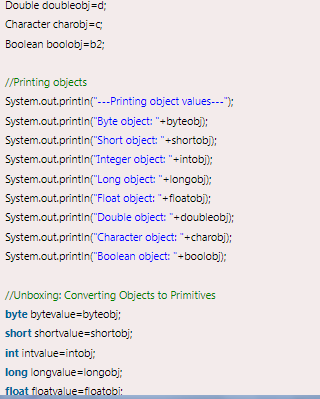 Double doubleobj=d;
Character charobj=c;
Boolean boolobj=b2;
//Printing objects
System.out.println("---Printing object values---");
System.out.println("Byte object: "+byteobj);
System.out.println("Short object: "+shortobj);
System.out.println("Integer object: "+intobj);
System.out.println("Long object: "+longobj);
System.out.println("Float object: "+floatobj);
System.out.println("Double object: "+doubleobj);
System.out.println("Character object: "+charobj);
System.out.println("Boolean object: "+boolobj);
//Unboxing: Converting Objects to Primitives
byte bytevalue=byteobj;
short shortvalue=shortobj;
int intvalue=intobj;
long longvalue=longobj;
float floatvalue=floatobj;